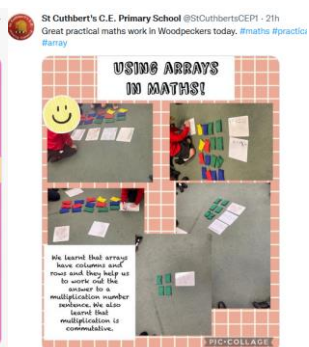 St Cuthbert's C.E. Primary School @StCuthbertsCEP1 · 21h
Great practical maths work in Woodpeckers today. #maths #practica
#array
USING ARRAYS
IN MATHS!
We learnt that arrays
have columns and
rows and they help us
to work out the
answer to a
multiplication number
sentence. We also
learnt that
multiplication is
commutative.
PIC•COLLAGE